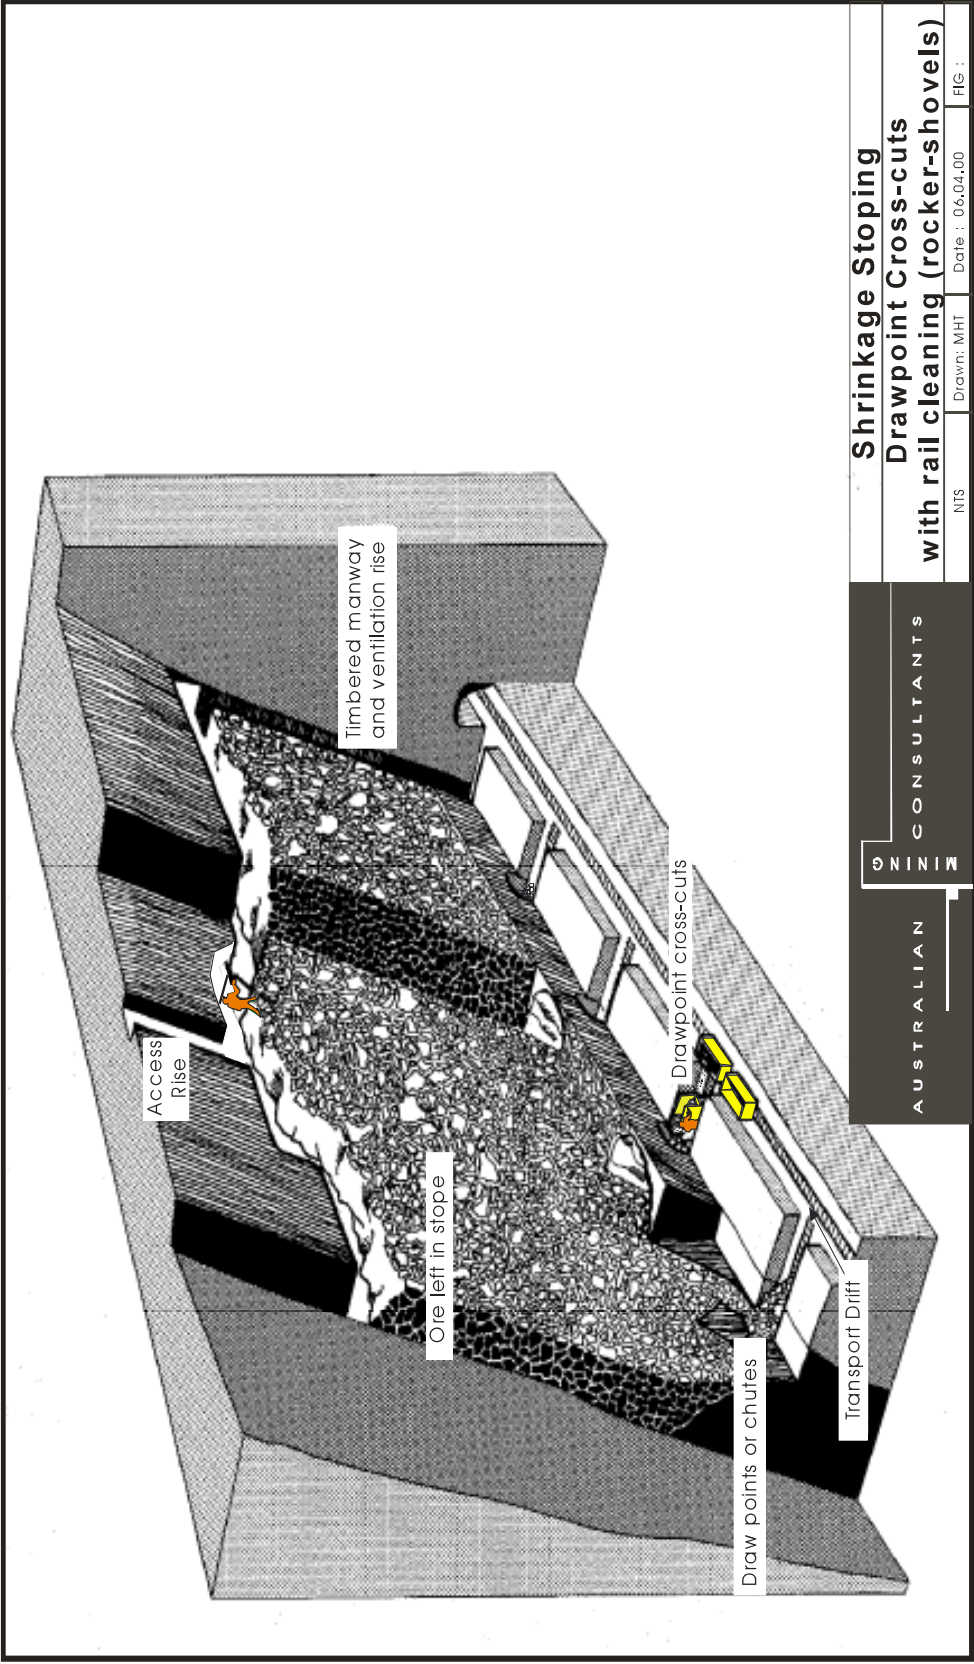 Access
Rise
Timbered manway
and ventilation rise
Ore left in stope
Drawpoint cross-cuts
Draw points or chutes
Transport Drift
AUSTRALIAN
MINING
CONSULTANTS
Shrinkage Stoping
Drawpoint Cross-cuts
with rail cleaning (rocker-shovels)
NTS
Drawn: MHT
Date : 06.04.00
FIG :